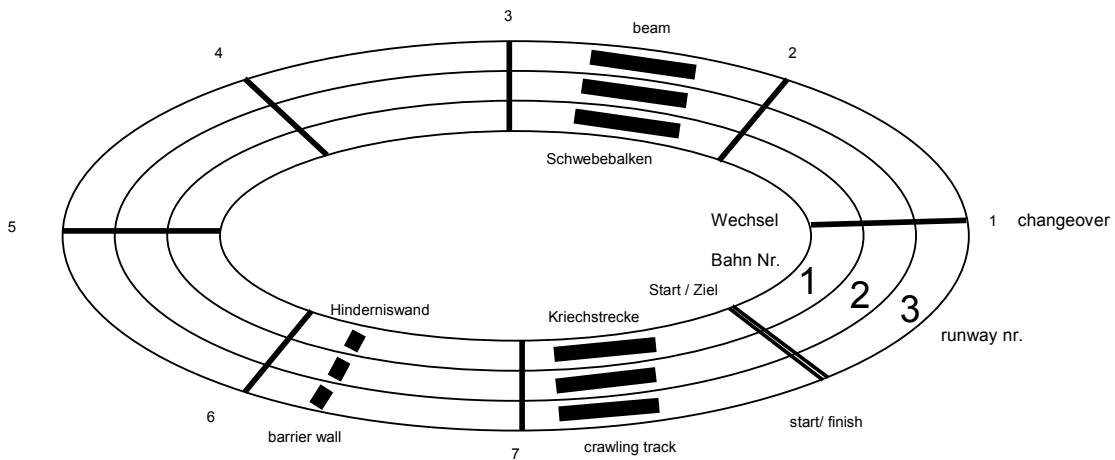 3
beam
4
2
Schwebebalken
5
Wechsel
1 changeover
Bahn Nr.
1
2
3
Start / Ziel
Hinderniswand
Kriechstrecke
runway nr.
6
barrier wall
7
crawling track
start/ finish